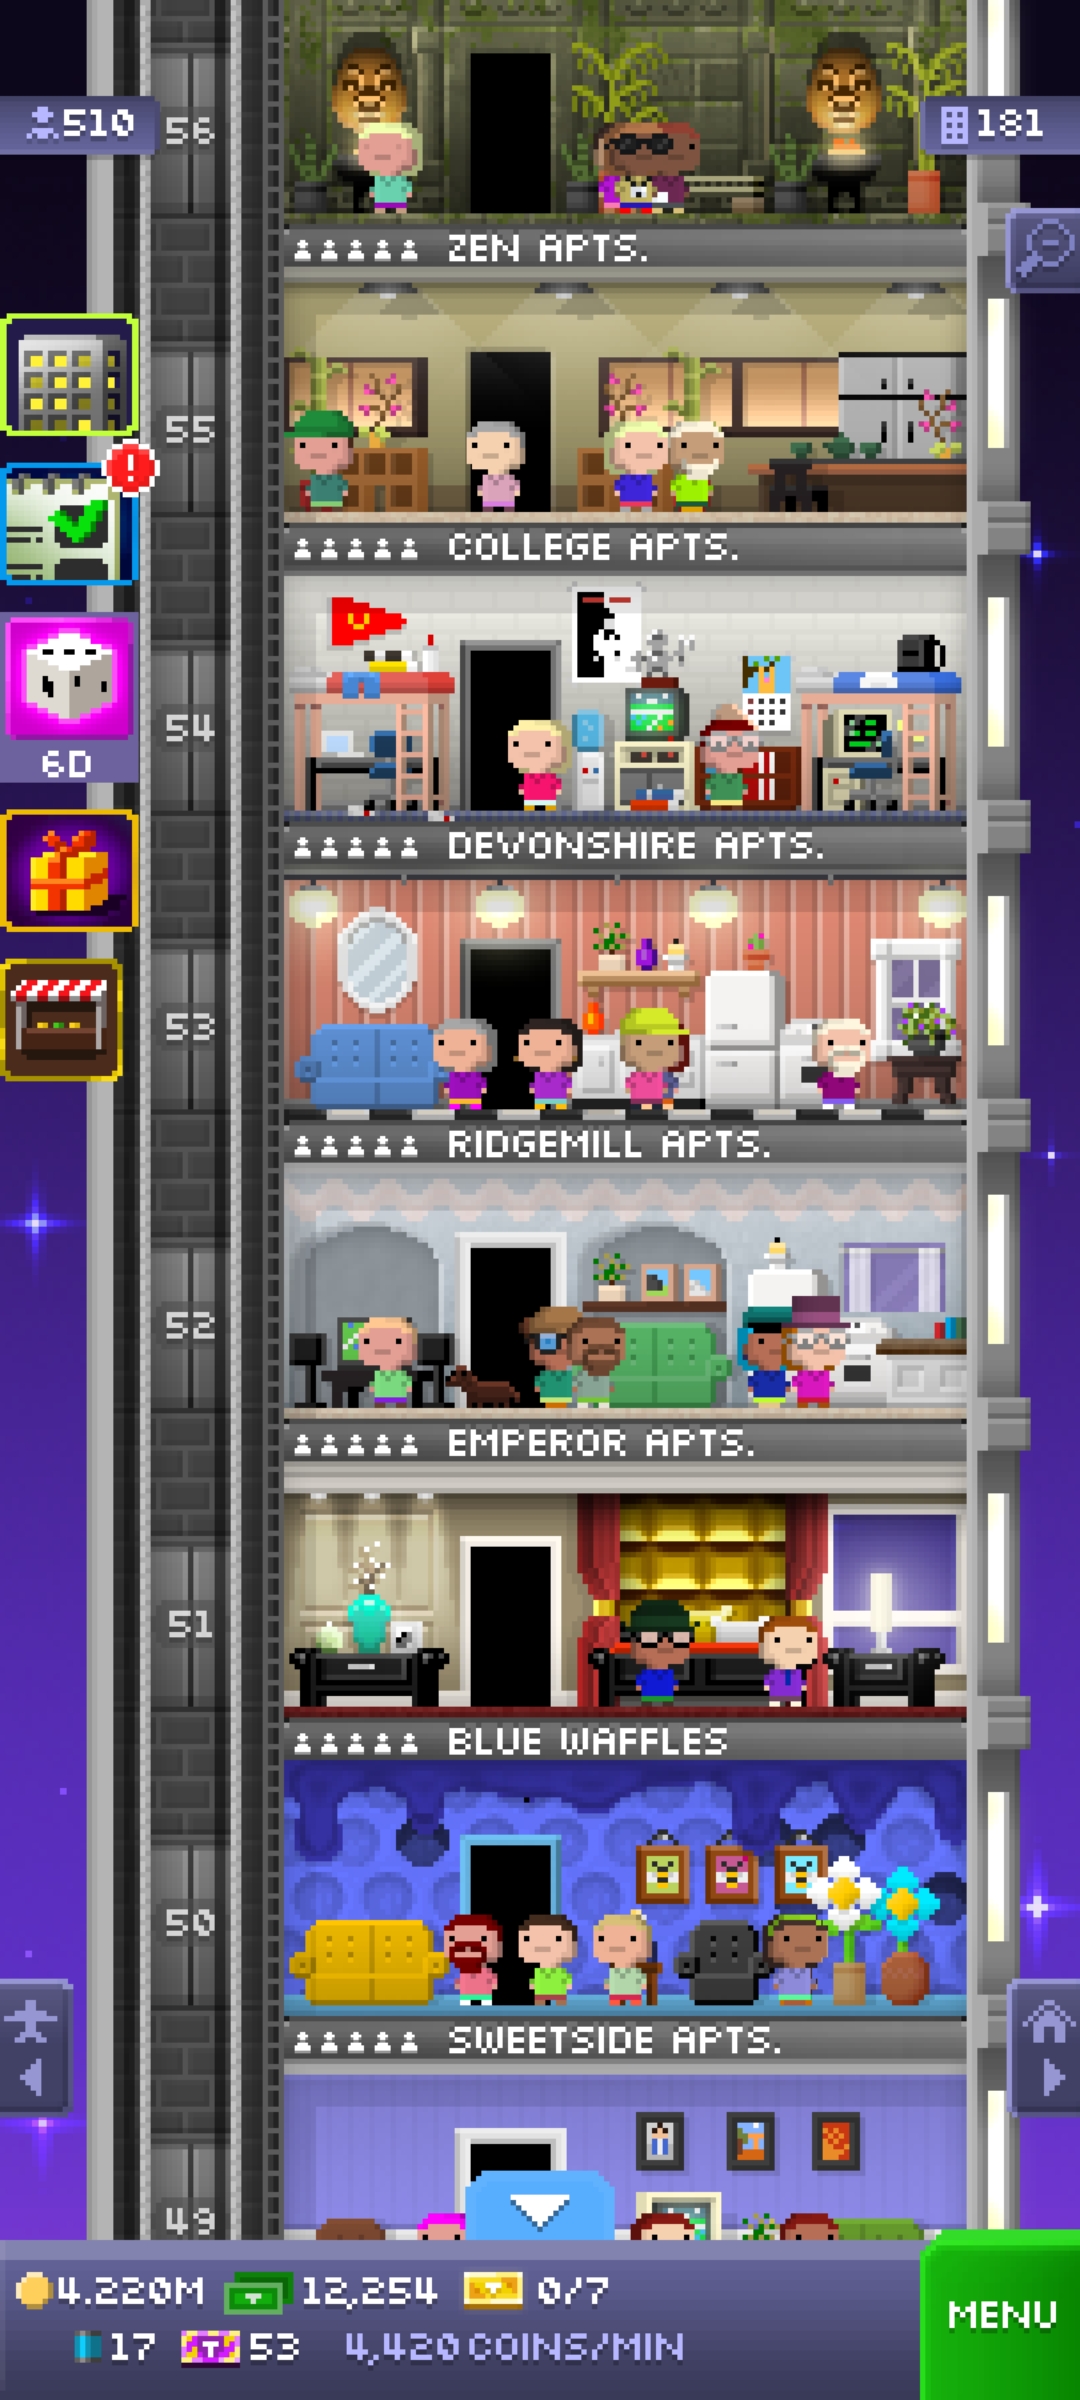 510
56
181
ZEN APTS.
55
COLLEGE APTS.
54
6D
DEVONSHIRE APTS.
53
RIDGEMILL APTS.
52
EMPEROR APTS.
51
BLUE WAFFLES
50
SWEETSIDE APTS.
49
4.220M 12,254 0/7
17 53 4,420 COINS/MIN
MENU